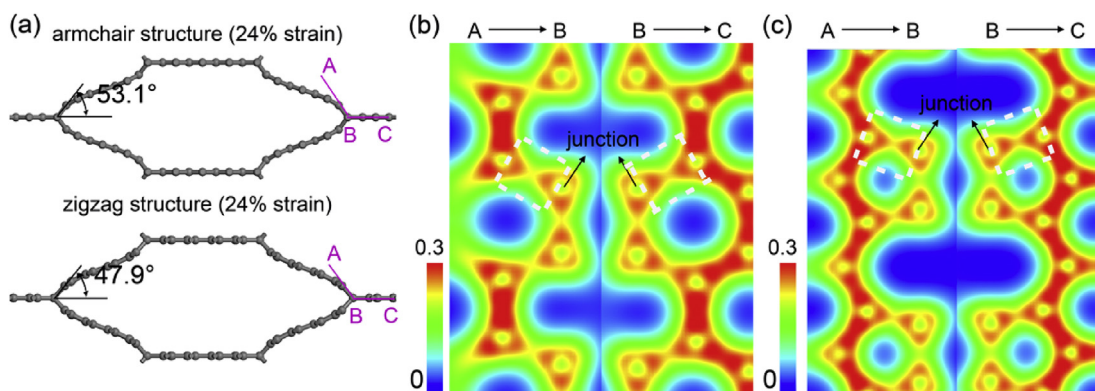 (a)
armchair structure (24% strain)
A
53.1°
B C
zigzag structure (24% strain)
A
47.9°
B C
(b)
A B B C
junction
0.3
0
(c)
A B B C
junction
0.3
0